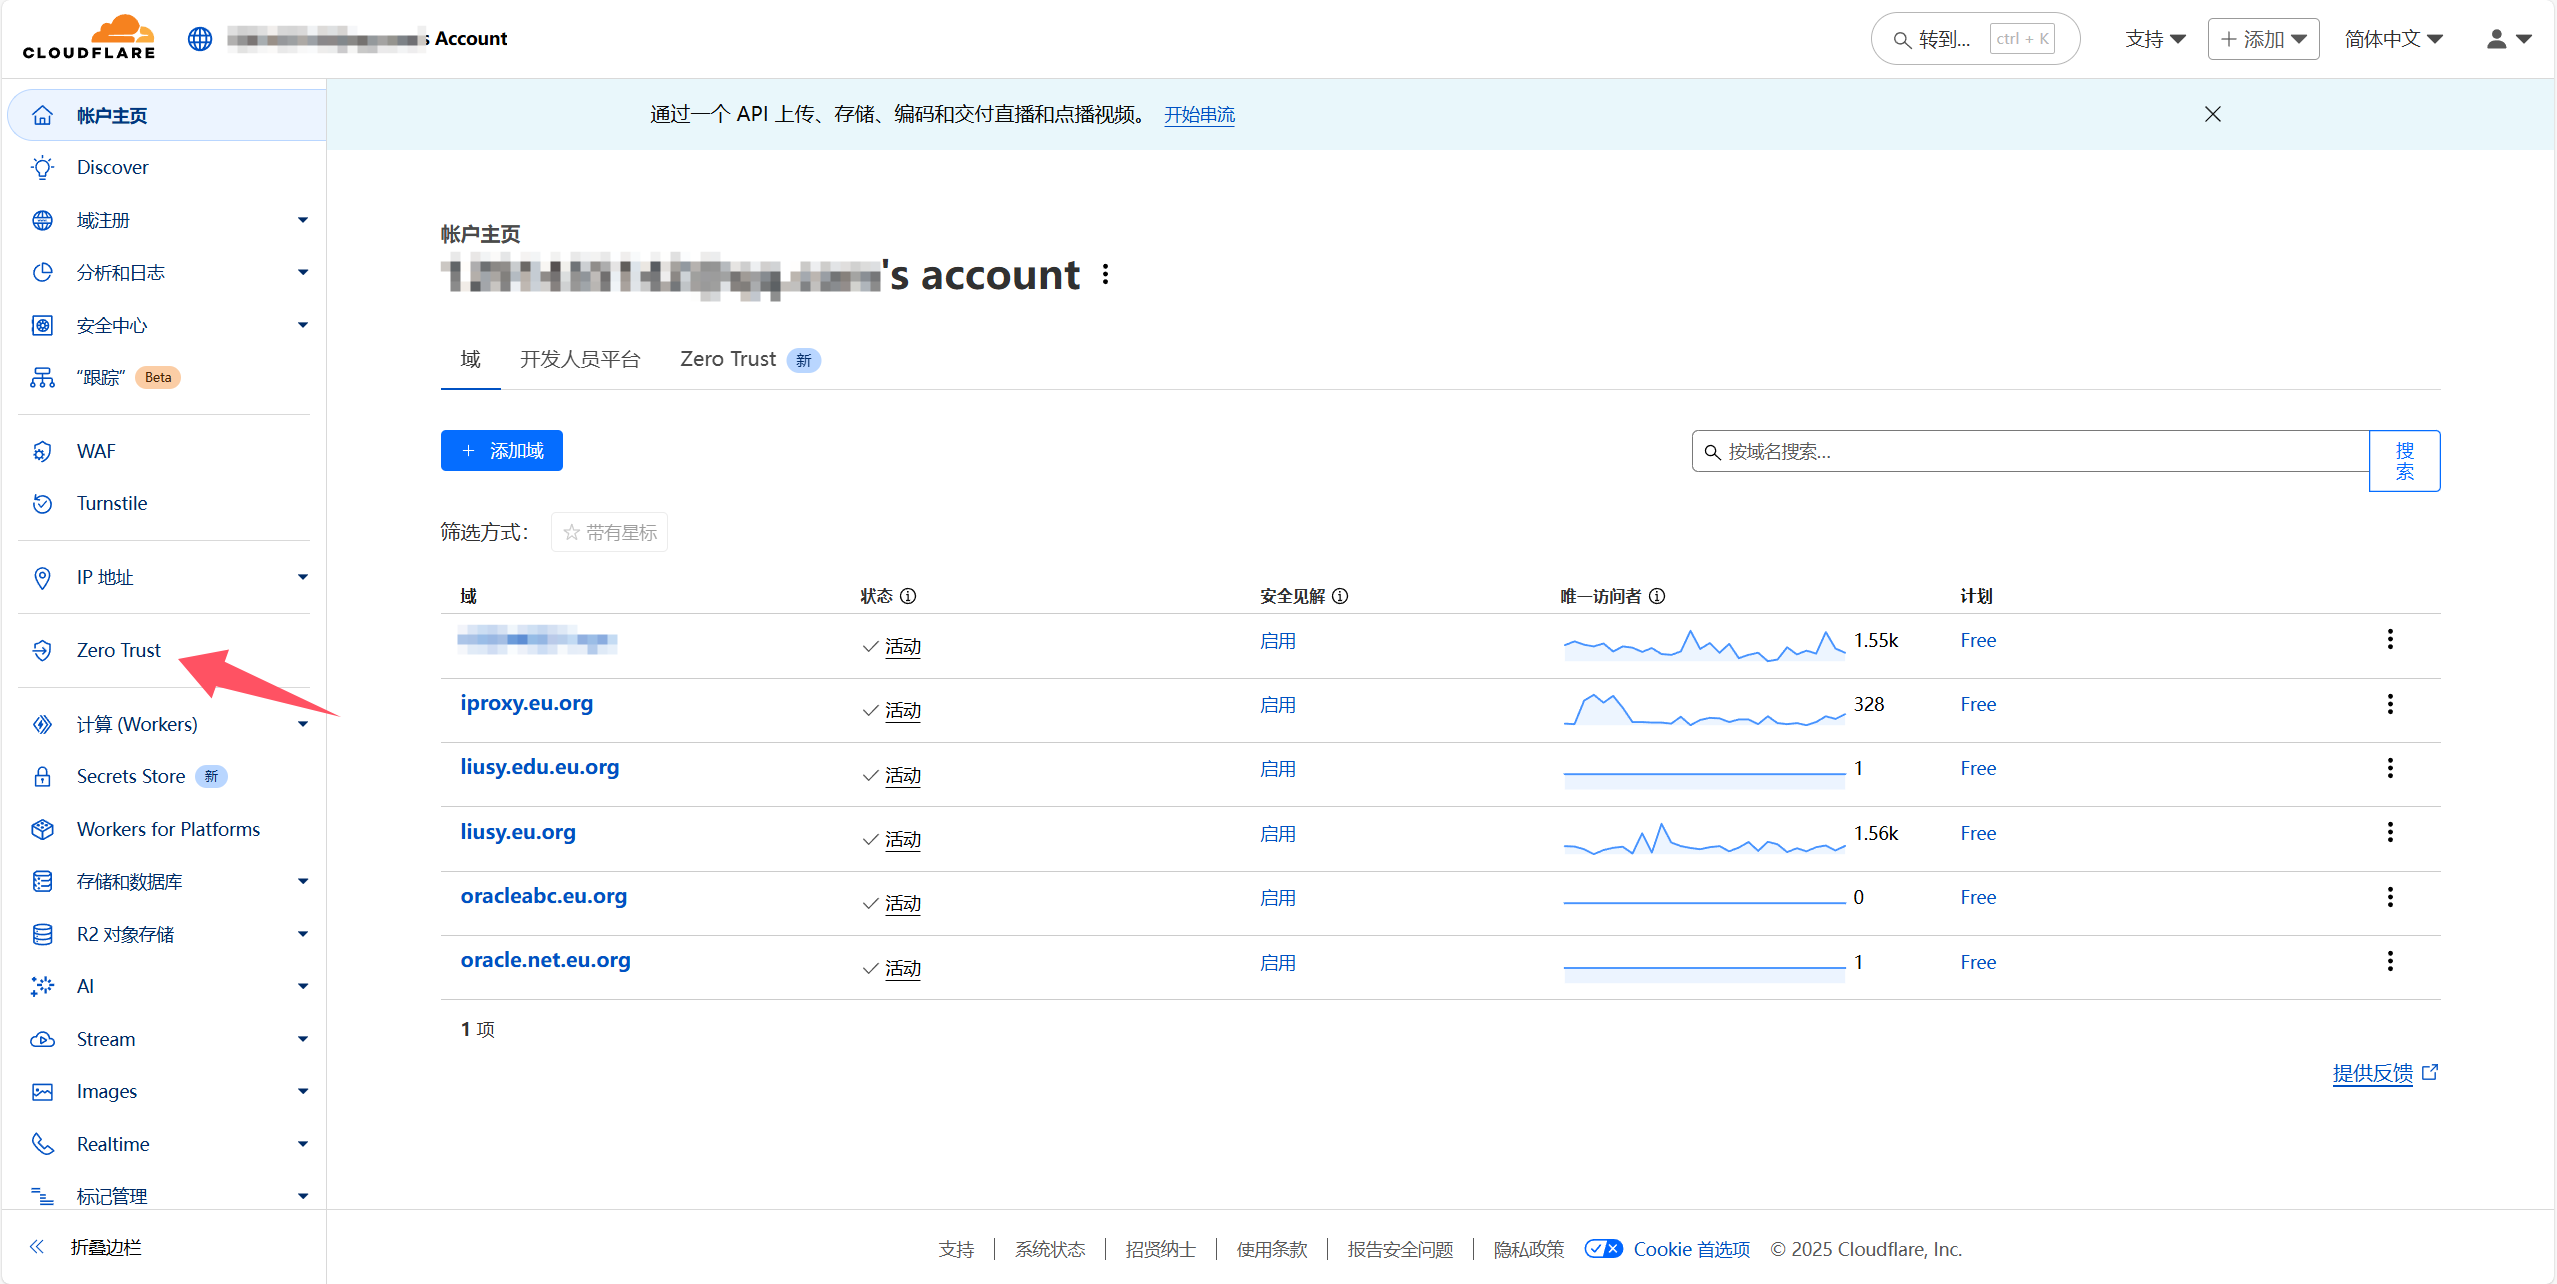 CLOUDFLARE
s Account
转到...
ctrl + K
支持
添加
简体中文
帐户主页
Discover
域注册
分析和日志
安全中心
“跟踪” Beta
WAF
Turnstile
IP 地址
Zero Trust
计算 (Workers)
Secrets Store 新
Workers for Platforms
存储和数据库
R2 对象存储
AI
Stream
Images
Realtime
标记管理
折叠边栏
通过一个 API 上传、存储、编码和交付直播和点播视频。 开始串流
帐户主页
's account
域 开发人员平台 Zero Trust 新
+ 添加域
按域名搜索...
搜索
筛选方式： 带有星标
域 状态 安全见解 唯一访问者 计划
活动 启用 1.55k Free
iproxy.eu.org 活动 启用 328 Free
liusy.edu.eu.org 活动 启用 1 Free
liusy.eu.org 活动 启用 1.56k Free
oracleabc.eu.org 活动 启用 0 Free
oracle.net.eu.org 活动 启用 1 Free
1 项
提供反馈
支持 系统状态 招贤纳士 使用条款 报告安全问题 隐私政策 Cookie 首选项 © 2025 Cloudflare, Inc.